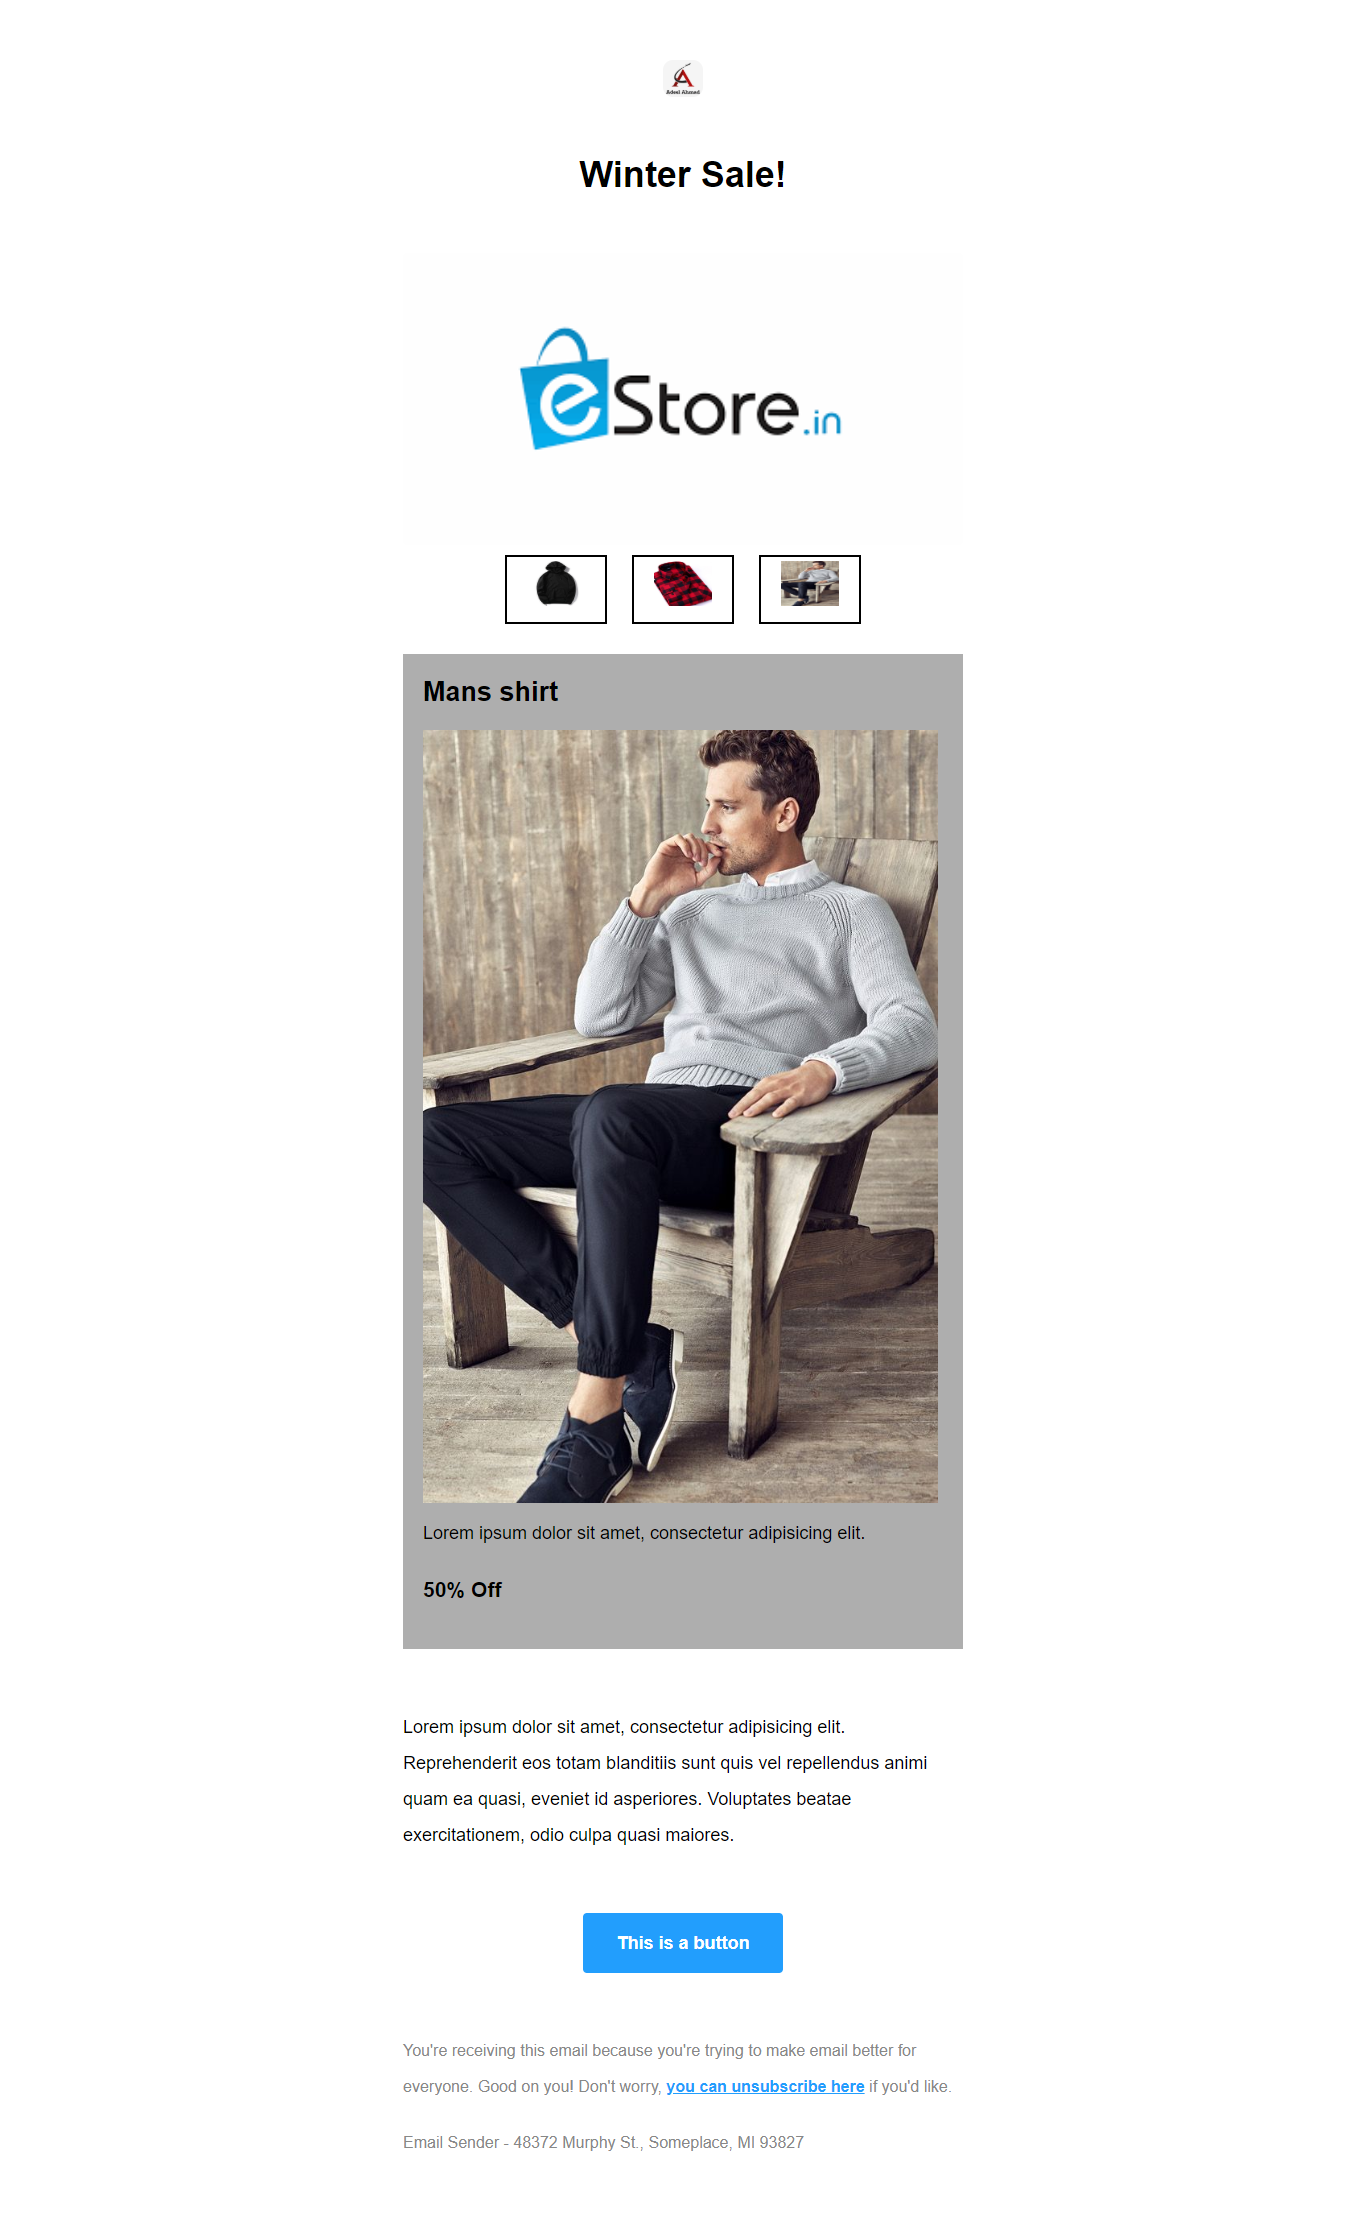 Adeel Ahmad
Winter Sale!
eStore.in
Mans shirt
Lorem ipsum dolor sit amet, consectetur adipisicing elit.
50% Off
Lorem ipsum dolor sit amet, consectetur adipisicing elit.
Reprehenderit eos totam blanditiis sunt quis vel repellendus animi
quam ea quasi, eveniet id asperiores. Voluptates beatae
exercitationem, odio culpa quasi maiores.
This is a button
You're receiving this email because you're trying to make email better for
everyone. Good on you! Don't worry, you can unsubscribe here if you'd like.
Email Sender - 48372 Murphy St., Someplace, MI 93827